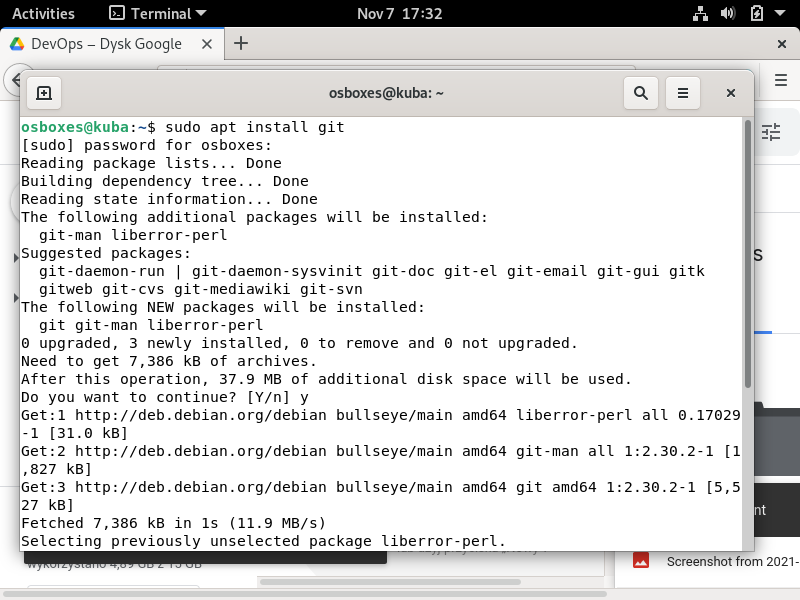 Activities
Terminal
Nov 7 17:32
DevOps – Dysk Google
osboxes@kuba: ~
osboxes@kuba:~$ sudo apt install git
[sudo] password for osboxes:
Reading package lists... Done
Building dependency tree... Done
Reading state information... Done
The following additional packages will be installed:
  git-man liberror-perl
Suggested packages:
  git-daemon-run | git-daemon-sysvinit git-doc git-el git-email git-gui gitk
  gitweb git-cvs git-mediawiki git-svn
The following NEW packages will be installed:
  git git-man liberror-perl
0 upgraded, 3 newly installed, 0 to remove and 0 not upgraded.
Need to get 7,386 kB of archives.
After this operation, 37.9 MB of additional disk space will be used.
Do you want to continue? [Y/n] y
Get:1 http://deb.debian.org/debian bullseye/main amd64 liberror-perl all 0.17029
-1 [31.0 kB]
Get:2 http://deb.debian.org/debian bullseye/main amd64 git-man all 1:2.30.2-1 [1
,827 kB]
Get:3 http://deb.debian.org/debian bullseye/main amd64 git amd64 1:2.30.2-1 [5,5
27 kB]
Fetched 7,386 kB in 1s (11.9 MB/s)
Selecting previously unselected package liberror-perl.
s
nt
wykorzystano 4,89 GB z 15 GB
Screenshot from 2021-